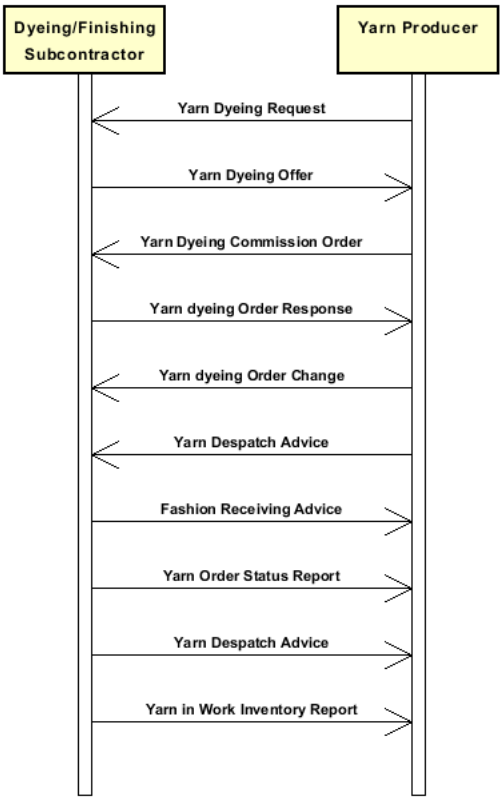 Dyeing/Finishing
Subcontractor
Yarn Producer
Yarn Dyeing Request
Yarn Dyeing Offer
Yarn Dyeing Commission Order
Yarn dyeing Order Response
Yarn dyeing Order Change
Yarn Despatch Advice
Fashion Receiving Advice
Yarn Order Status Report
Yarn Despatch Advice
Yarn in Work Inventory Report